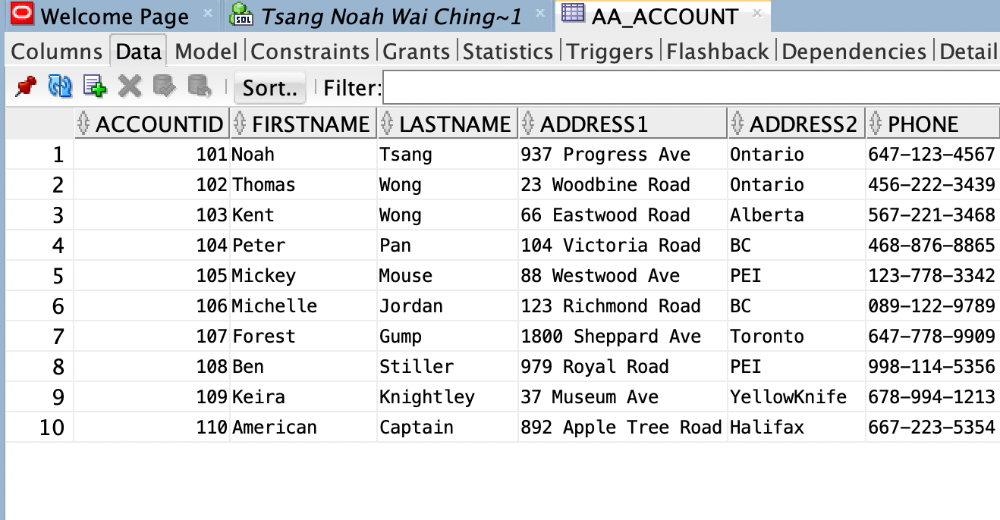 Welcome Page Tsang Noah Wai Ching~1 AA_ACCOUNT
Columns Data Model Constraints Grants Statistics Triggers Flashback Dependencies Detail
Sort.. Filter:
ACCOUNTID FIRSTNAME LASTNAME ADDRESS1 ADDRESS2 PHONE
1 101 Noah Tsang 937 Progress Ave Ontario 647-123-4567
2 102 Thomas Wong 23 Woodbine Road Ontario 456-222-3439
3 103 Kent Wong 66 Eastwood Road Alberta 567-221-3468
4 104 Peter Pan 104 Victoria Road BC 468-876-8865
5 105 Mickey Mouse 88 Westwood Ave PEI 123-778-3342
6 106 Michelle Jordan 123 Richmond Road BC 089-122-9789
7 107 Forest Gump 1800 Sheppard Ave Toronto 647-778-9909
8 108 Ben Stiller 979 Royal Road PEI 998-114-5356
9 109 Keira Knightley 37 Museum Ave YellowKnife 678-994-1213
10 110 American Captain 892 Apple Tree Road Halifax 667-223-5354